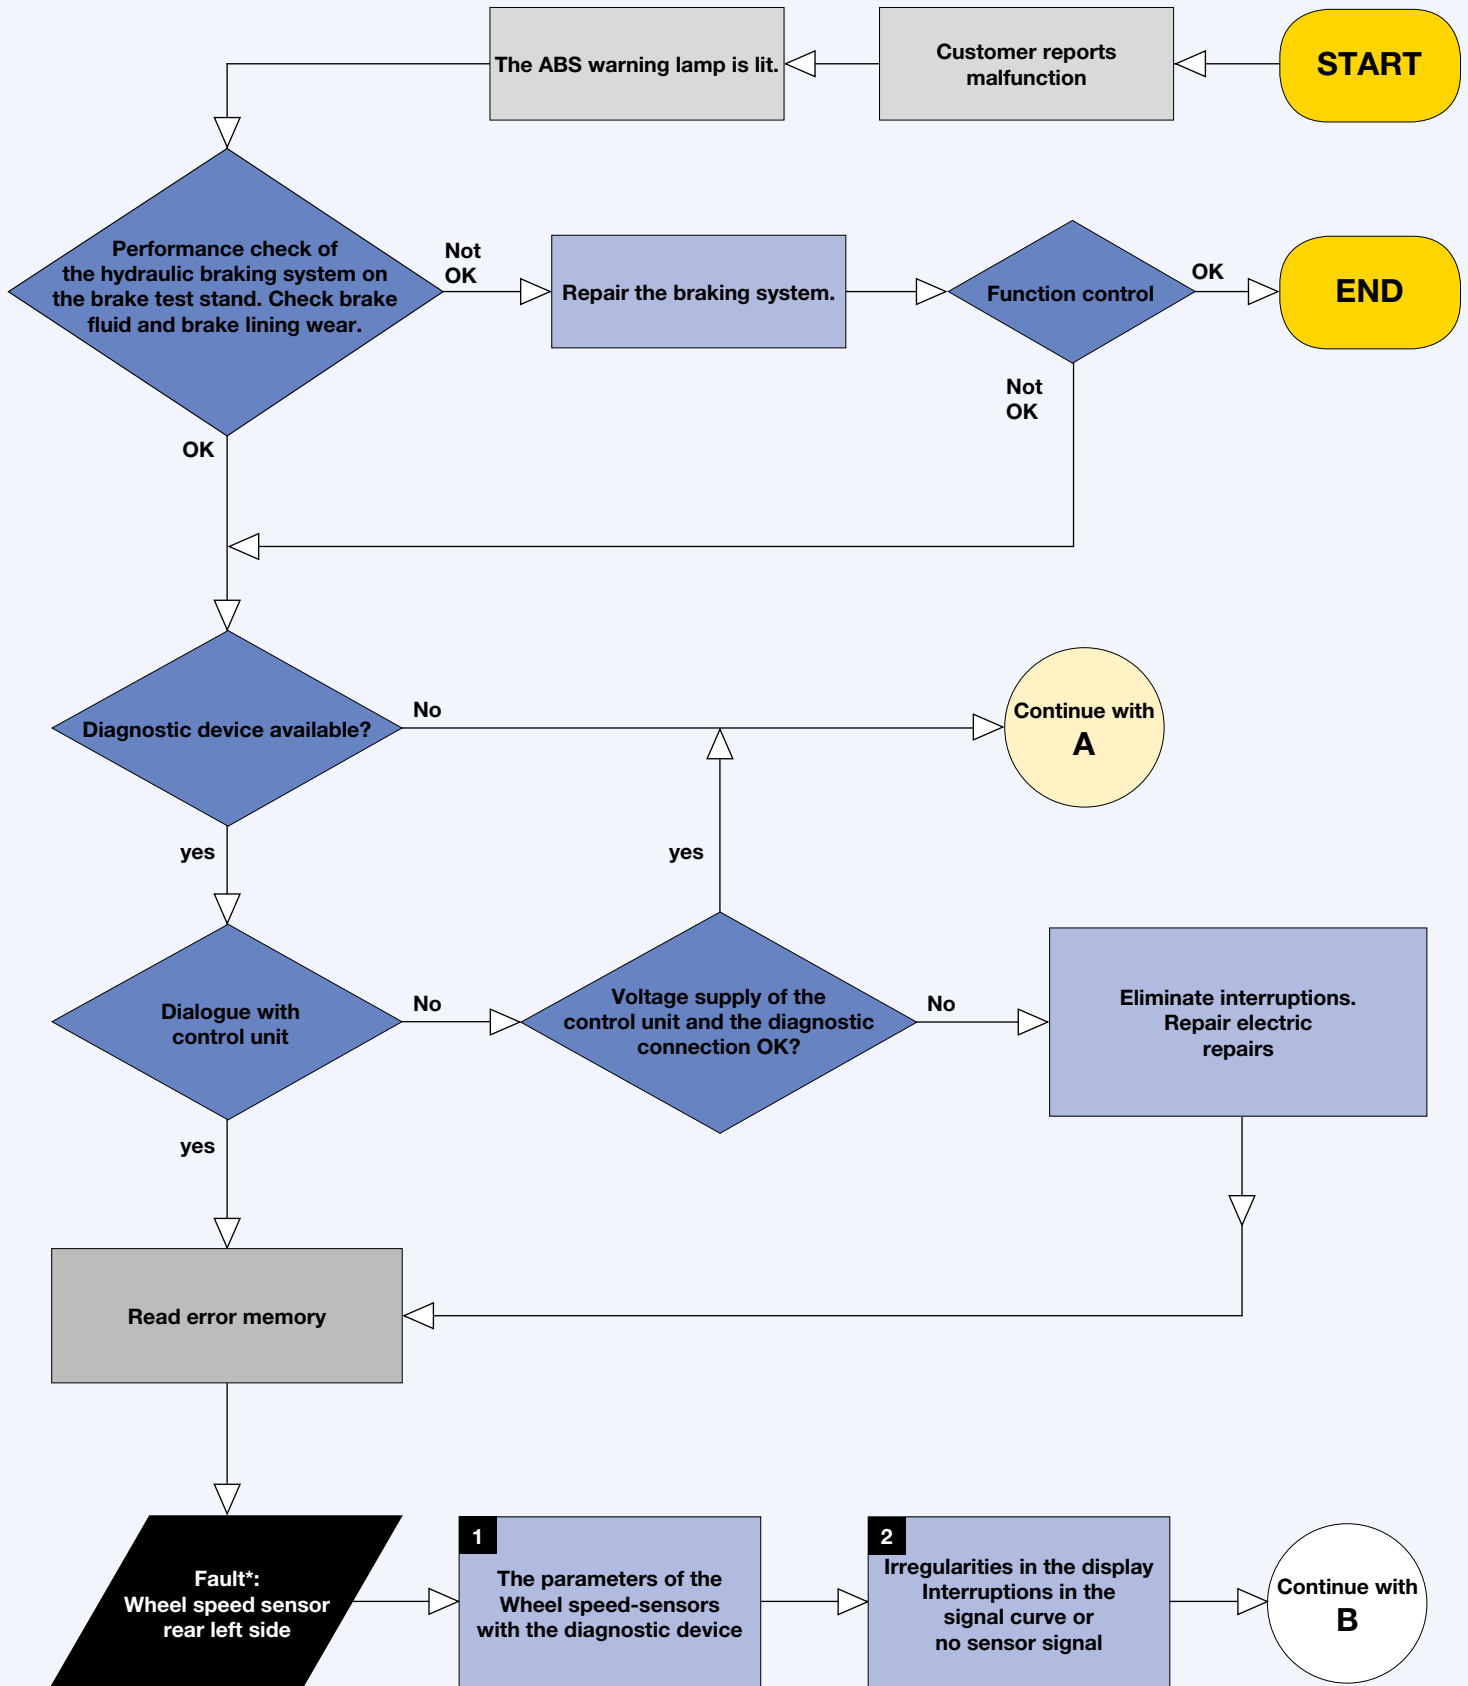 START
Customer reports
malfunction
The ABS warning lamp is lit.
Performance check of
the hydraulic braking system on
the brake test stand. Check brake
fluid and brake lining wear.
Not
OK
Repair the braking system.
Function control
OK
END
Not
OK
OK
Diagnostic device available?
No
Continue with
A
yes
yes
Dialogue with
control unit
No
Voltage supply of the
control unit and the diagnostic
connection OK?
No
Eliminate interruptions.
Repair electric
repairs
yes
Read error memory
Fault*:
Wheel speed sensor
rear left side
1
The parameters of the
Wheel speed-sensors
with the diagnostic device
2
Irregularities in the display
Interruptions in the
signal curve or
no sensor signal
Continue with
B